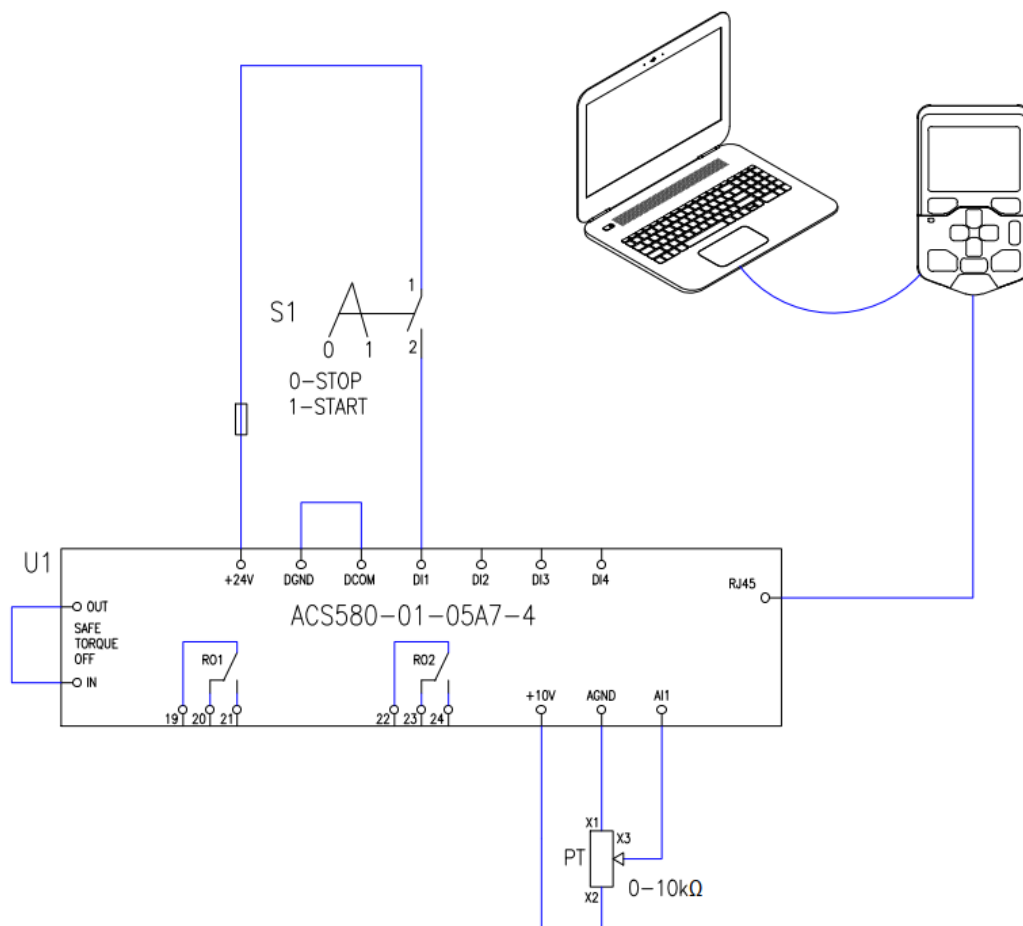 1
S1
0 1
2
0-STOP
1-START
U1
+24V DGND DCOM DI1 DI2 DI3 DI4
RJ45
OUT
ACS580-01-05A7-4
SAFE
TORQUE
OFF
IN
RO1
RO2
+10V AGND AI1
19 20 21
22 23 24
X1
X3
PT
0-10kΩ
X2